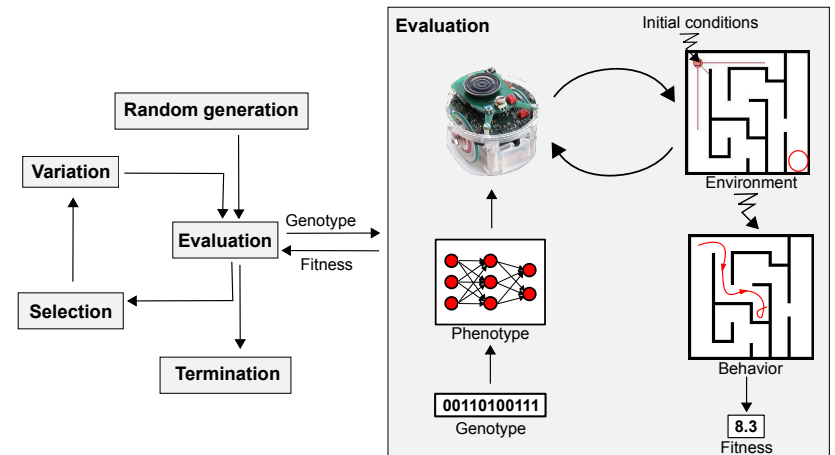 Evaluation
Initial conditions
Random generation
Variation
Environment
Genotype
Evaluation
Fitness
Selection
Phenotype
Behavior
Termination
00110100111
Genotype
8.3
Fitness